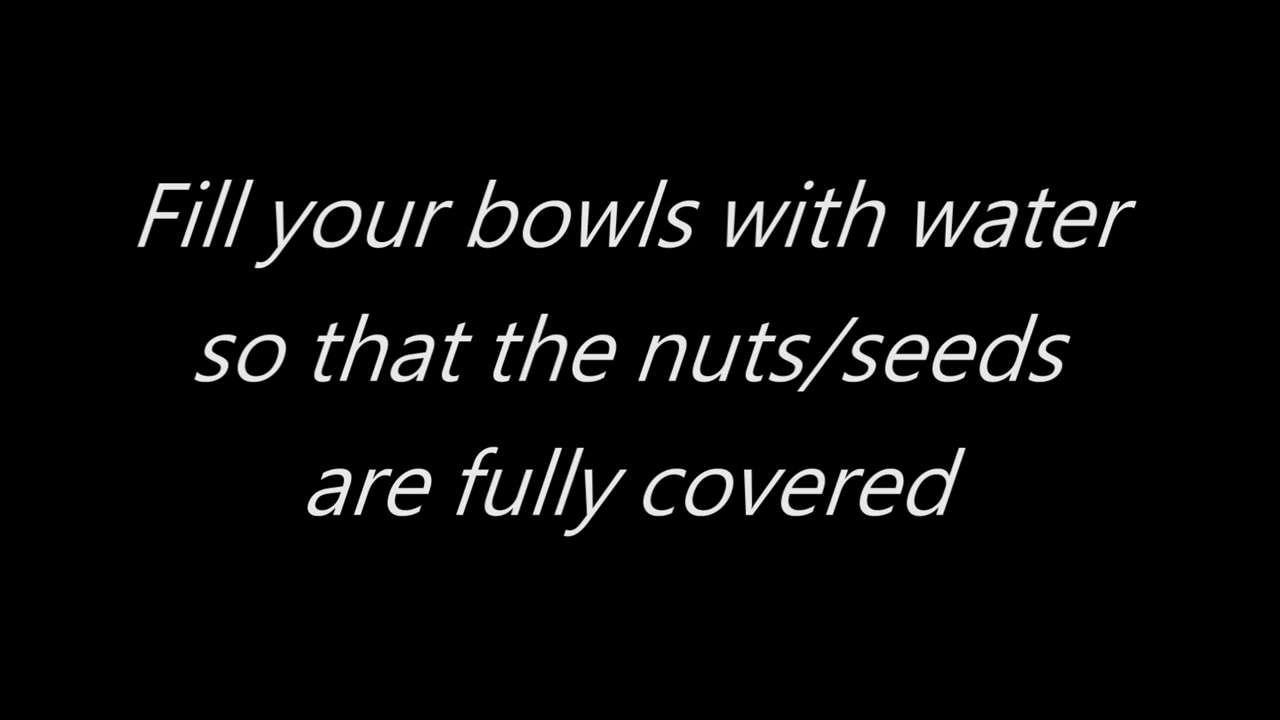 Fill your bowls with water
so that the nuts/seeds
are fully covered